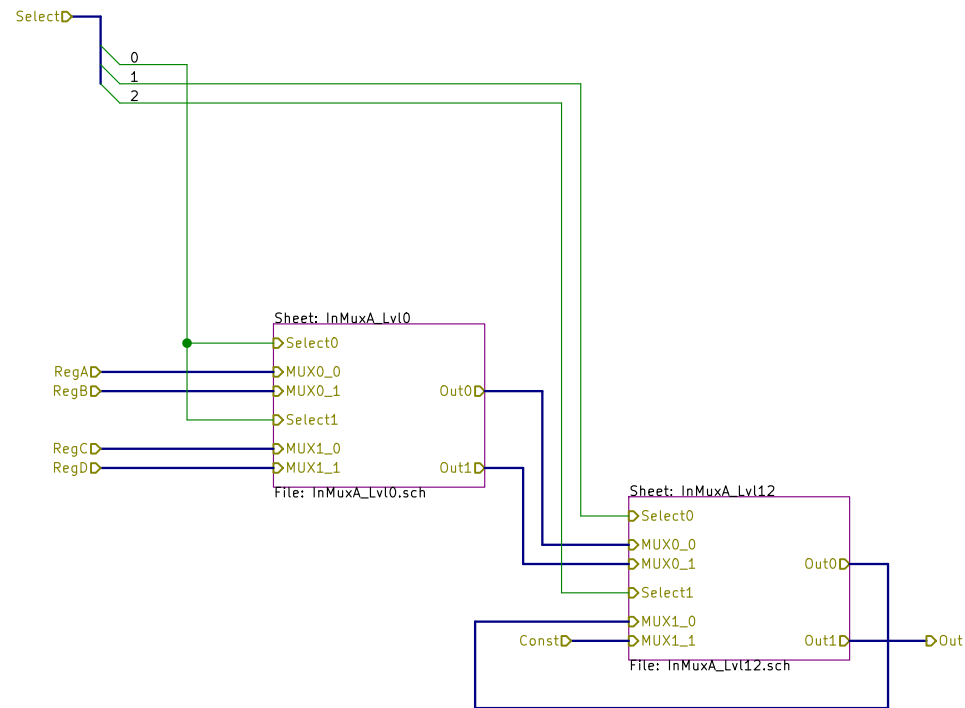 Select
0
1
2
Sheet: InMuxA_Lvl0
Select0
RegA MUX0_0
RegB MUX0_1 Out0
Select1
RegC MUX1_0
RegD MUX1_1 Out1
File: InMuxA_Lvl0.sch
Sheet: InMuxA_Lvl12
Select0
MUX0_0
MUX0_1 Out0
Select1
MUX1_0
Const MUX1_1 Out1 Out
File: InMuxA_Lvl12.sch